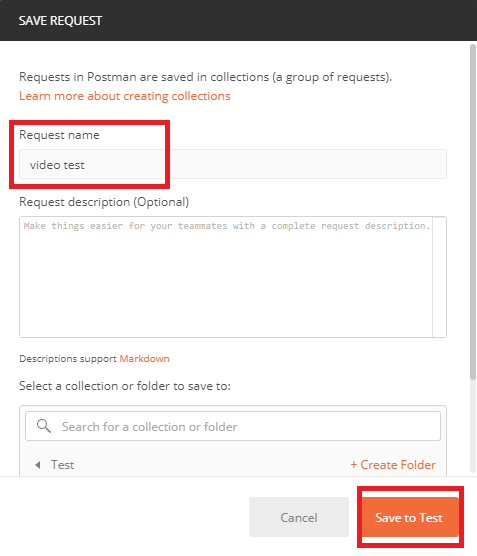 SAVE REQUEST
Requests in Postman are saved in collections (a group of requests).
Learn more about creating collections
Request name
video test
Request description (Optional)
Make things easier for your teammates with a complete request description.
Descriptions support Markdown
Select a collection or folder to save to:
Search for a collection or folder
Test + Create Folder
Cancel Save to Test